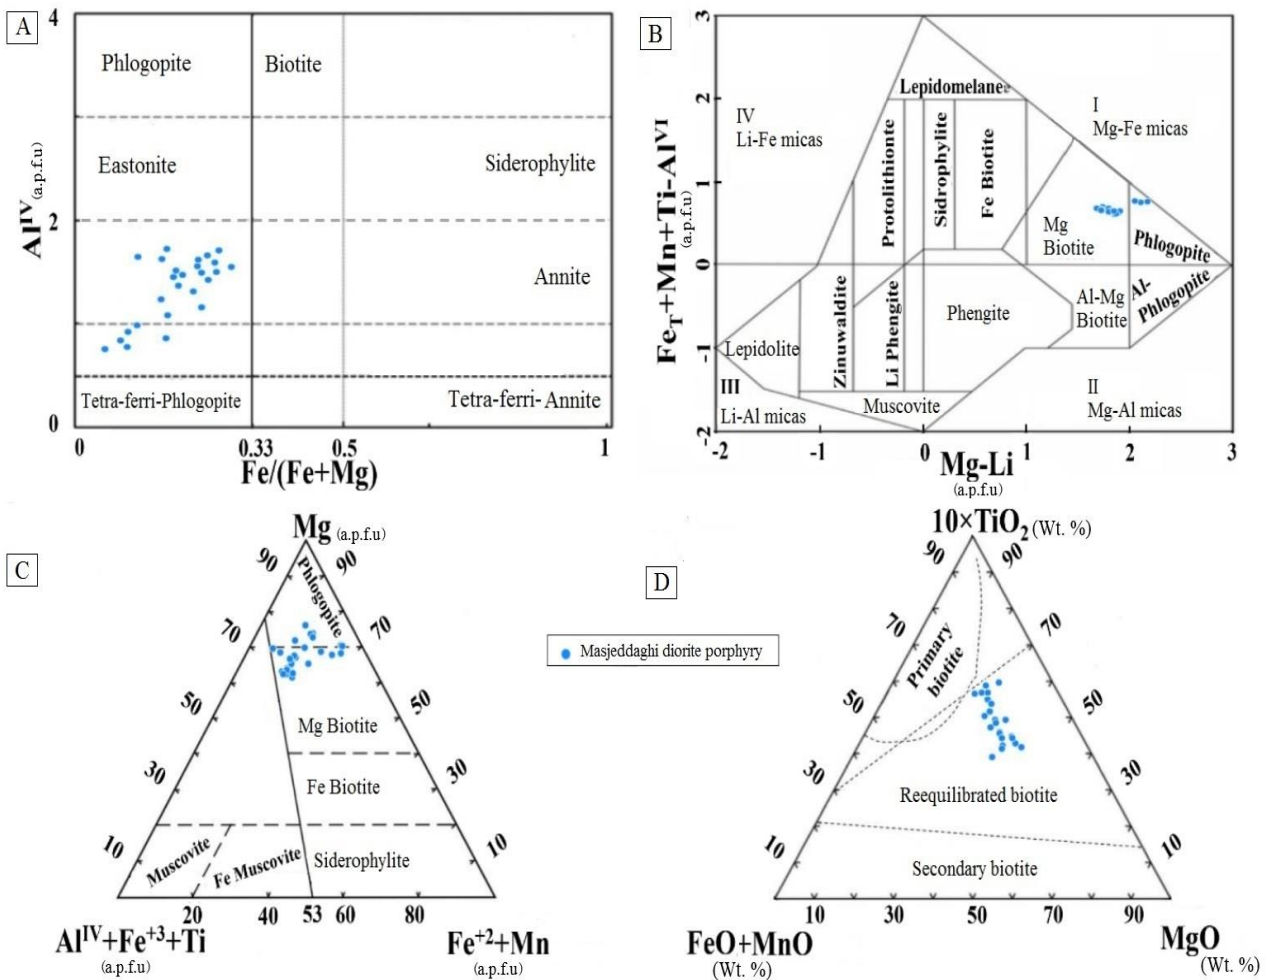 A
4
2
0
Al^IV (a.p.f.u)
Phlogopite
Biotite
Eastonite
Siderophylite
Annite
Tetra-ferri-Phlogopite
Tetra-ferri- Annite
0 0.33 0.5 1
Fe/(Fe+Mg)
B
3
2
1
0
-1
-2
Fe_T+Mn+Ti-Al^VI
(a.p.f.u)
Lepidomelane
IV
Li-Fe micas
I
Mg-Fe micas
Protolithionte
Sidrophylite
Fe Biotite
Mg
Biotite
Phlogopite
Zinuwaldite
Li Phengite
Phengite
Al-Mg
Biotite
Al-
Phlogopite
Lepidolite
III
Li-Al micas
Muscovite
II
Mg-Al micas
-2 -1 0 1 2 3
Mg-Li
(a.p.f.u)
C
Mg (a.p.f.u)
90 90
Phlogopite
70 70
50 50
Mg Biotite
30 30
Fe Biotite
10 10
Muscovite
Fe Muscovite
Siderophylite
20 40 53 60 80
Al^IV+Fe^+3+Ti
(a.p.f.u)
Fe^+2+Mn
(a.p.f.u)
Masjeddaghi diorite porphyry
D
10×TiO_2 (Wt. %)
90 90
70
Primary
biotite
50 50
30 30
Reequilibrated biotite
10 10
Secondary biotite
10 30 50 70 90
FeO+MnO
(Wt. %)
MgO
(Wt. %)